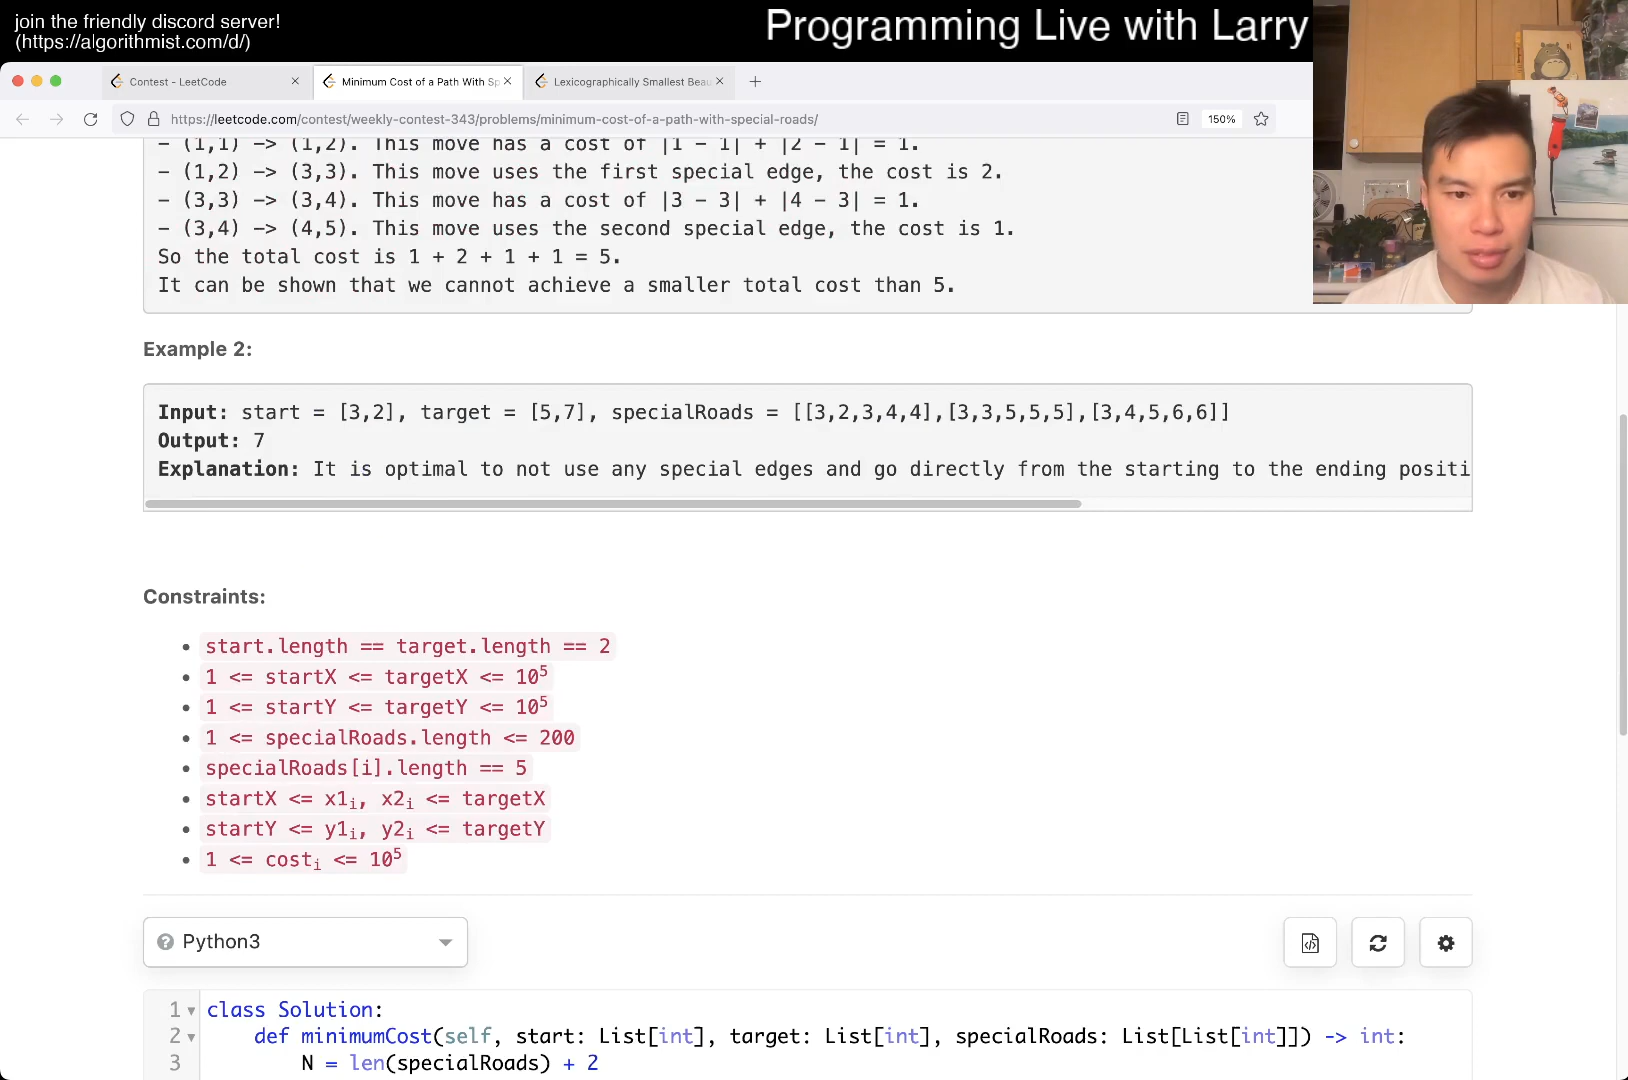 join the friendly discord server!
(https://algorithmist.com/d/)
Programming Live with Larry
Contest - LeetCode
Minimum Cost of a Path With Sp
Lexicographically Smallest Beau
https://leetcode.com/contest/weekly-contest-343/problems/minimum-cost-of-a-path-with-special-roads/
150%
- (1,1) -> (1,2). This move has a cost of |1 - 1| + |2 - 1| = 1.
- (1,2) -> (3,3). This move uses the first special edge, the cost is 2.
- (3,3) -> (3,4). This move has a cost of |3 - 3| + |4 - 3| = 1.
- (3,4) -> (4,5). This move uses the second special edge, the cost is 1.
So the total cost is 1 + 2 + 1 + 1 = 5.
It can be shown that we cannot achieve a smaller total cost than 5.
Example 2:
Input: start = [3,2], target = [5,7], specialRoads = [[3,2,3,4,4],[3,3,5,5,5],[3,4,5,6,6]]
Output: 7
Explanation: It is optimal to not use any special edges and go directly from the starting to the ending positi
Constraints:
• start.length == target.length == 2
• 1 <= startX <= targetX <= 10⁵
• 1 <= startY <= targetY <= 10⁵
• 1 <= specialRoads.length <= 200
• specialRoads[i].length == 5
• startX <= x1ᵢ, x2ᵢ <= targetX
• startY <= y1ᵢ, y2ᵢ <= targetY
• 1 <= costᵢ <= 10⁵
Python3
1 class Solution:
2 def minimumCost(self, start: List[int], target: List[int], specialRoads: List[List[int]]) -> int:
3 N = len(specialRoads) + 2